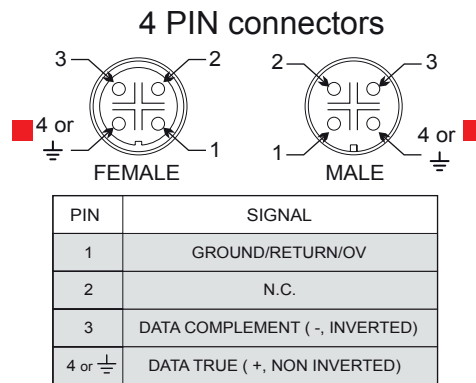 4 PIN connectors
3 2 2 3
4 or ⏚ 1 1 4 or ⏚
FEMALE MALE
PIN SIGNAL
1 GROUND/RETURN/OV
2 N.C.
3 DATA COMPLEMENT ( -, INVERTED)
4 or ⏚ DATA TRUE ( +, NON INVERTED)